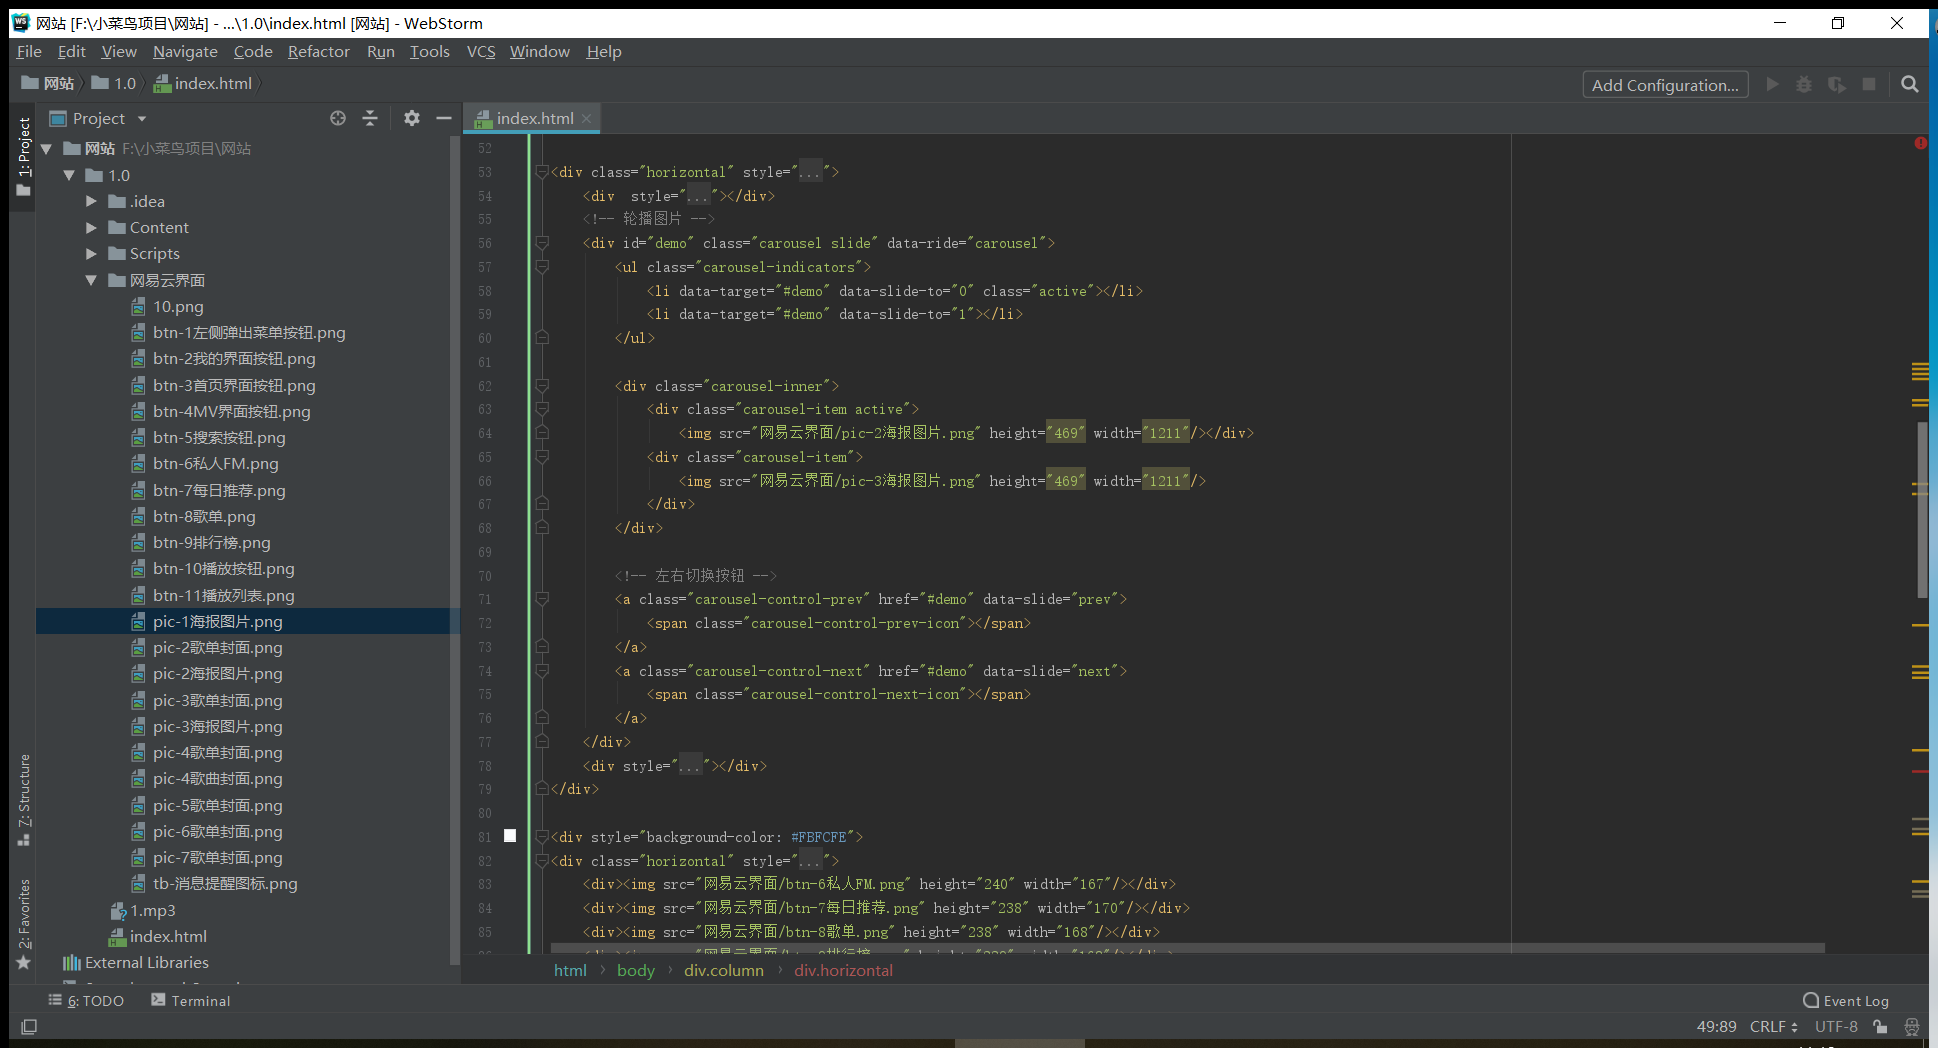 网站 [F:\小菜鸟项目\网站] - ...\1.0\index.html [网站] - WebStorm
File Edit View Navigate Code Refactor Run Tools VCS Window Help
网站 1.0 index.html
Add Configuration...
1: Project
Project
网站 F:\小菜鸟项目\网站
1.0
.idea
Content
Scripts
网易云界面
10.png
btn-1左侧弹出菜单按钮.png
btn-2我的界面按钮.png
btn-3首页界面按钮.png
btn-4MV界面按钮.png
btn-5搜索按钮.png
btn-6私人FM.png
btn-7每日推荐.png
btn-8歌单.png
btn-9排行榜.png
btn-10播放按钮.png
btn-11播放列表.png
pic-1海报图片.png
pic-2歌单封面.png
pic-2海报图片.png
pic-3歌单封面.png
pic-3海报图片.png
pic-4歌单封面.png
pic-4歌曲封面.png
pic-5歌单封面.png
pic-6歌单封面.png
pic-7歌单封面.png
tb-消息提醒图标.png
1.mp3
index.html
External Libraries
7: Structure
2: Favorites
index.html
52
53 <div class="horizontal" style="...">
54 <div  style="..."></div>
55 <!-- 轮播图片 -->
56 <div id="demo" class="carousel slide" data-ride="carousel">
57 <ul class="carousel-indicators">
58 <li data-target="#demo" data-slide-to="0" class="active"></li>
59 <li data-target="#demo" data-slide-to="1"></li>
60 </ul>
61
62 <div class="carousel-inner">
63 <div class="carousel-item active">
64 <img src="网易云界面/pic-2海报图片.png" height="469" width="1211"/></div>
65 <div class="carousel-item">
66 <img src="网易云界面/pic-3海报图片.png" height="469" width="1211"/>
67 </div>
68 </div>
69
70 <!-- 左右切换按钮 -->
71 <a class="carousel-control-prev" href="#demo" data-slide="prev">
72 <span class="carousel-control-prev-icon"></span>
73 </a>
74 <a class="carousel-control-next" href="#demo" data-slide="next">
75 <span class="carousel-control-next-icon"></span>
76 </a>
77 </div>
78 <div style="..."></div>
79 </div>
80
81 <div style="background-color: #FBFCFE">
82 <div class="horizontal" style="...">
83 <div><img src="网易云界面/btn-6私人FM.png" height="240" width="167"/></div>
84 <div><img src="网易云界面/btn-7每日推荐.png" height="238" width="170"/></div>
85 <div><img src="网易云界面/btn-8歌单.png" height="238" width="168"/></div>
html body div.column div.horizontal
6: TODO Terminal Event Log
49:89 CRLF UTF-8